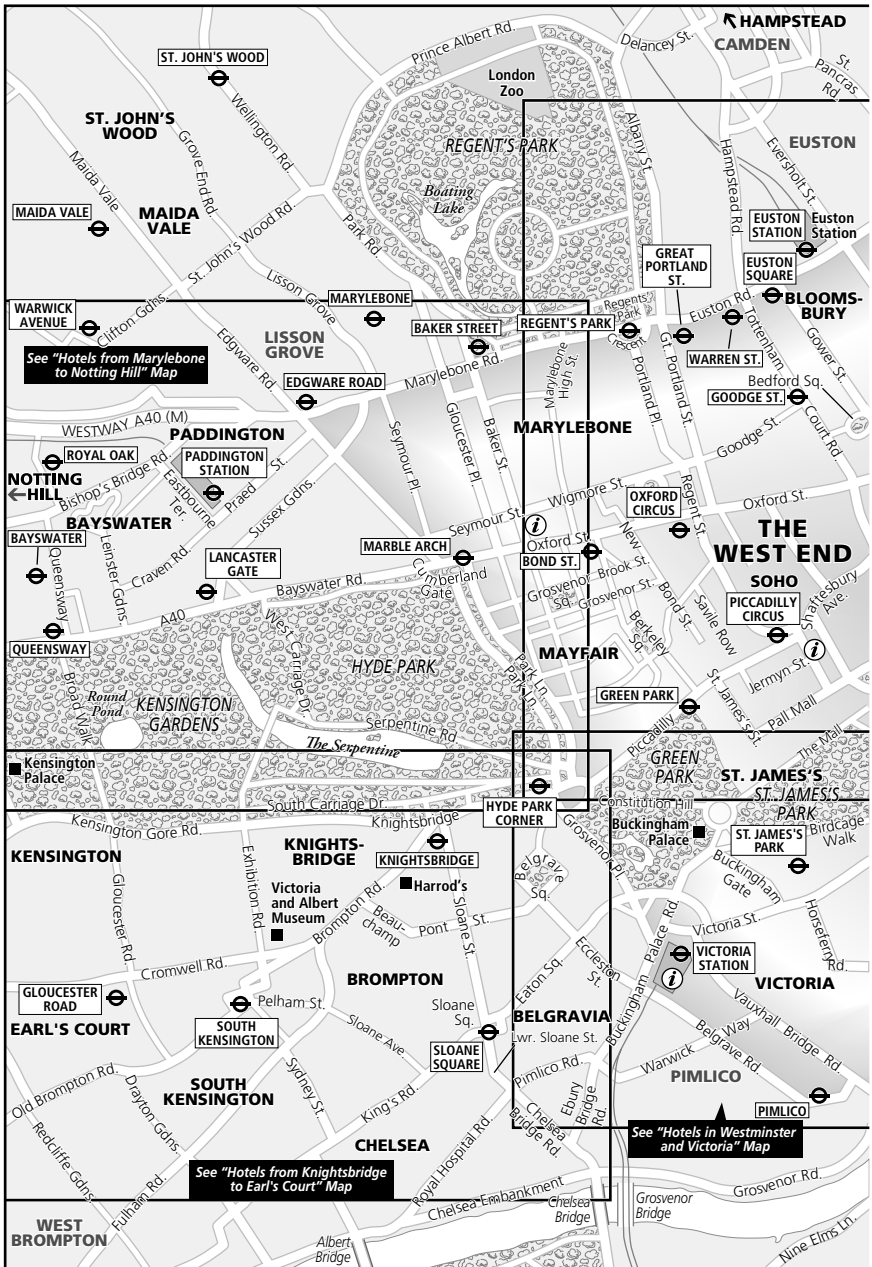 HAMPSTEAD
CAMDEN
Delancey St.
St.
Pancras
Rd
Prince Albert Rd.
ST. JOHN'S WOOD
London
Zoo
Wellington Rd.
ST. JOHN'S
WOOD
Grove End Rd.
REGENT'S PARK
Albany St.
Hampstead Rd.
Eversholt St.
EUSTON
Maida Vale
Boating
Lake
MAIDA VALE
MAIDA
VALE
St. John's Wood Rd.
Park Rd.
EUSTON
STATION
Euston
Station
GREAT
PORTLAND
ST.
EUSTON
SQUARE
Lisson Grove
Clifton Gdns
MARYLEBONE
WARWICK
AVENUE
BAKER STREET
REGENT'S PARK
Regents'
Park
Crescent
Euston Rd.
BLOOMS-
BURY
LISSON
GROVE
Edgware Rd.
See "Hotels from Marylebone
to Notting Hill" Map
WARREN ST.
Tottenham
Court Rd
Gower St.
Marylebone
High St.
Portland Pl.
Gt. Portland St.
EDGWARE ROAD
Marylebone Rd.
Bedford Sq.
GOODGE ST.
WESTWAY A40 (M)
PADDINGTON
MARYLEBONE
Goodge St.
Gloucester Pl.
Baker St.
Seymour Pl.
ROYAL OAK
PADDINGTON
STATION
NOTTING
HILL
Bishop's Bridge Rd.
Eastbourne
Ter.
Praed St.
Sussex Gdns.
BAYSWATER
Wigmore St.
OXFORD
CIRCUS
Regent St.
Oxford St.
Seymour St.
i
BAYSWATER
Queensway
Leinster Gdns.
Craven Rd.
LANCASTER
GATE
MARBLE ARCH
Oxford St.
BOND ST.
New
Bond St.
THE
WEST END
SOHO
Cumberland
Gate
Bayswater Rd.
A40
Grosvenor
Sq.
Brook St.
Grosvenor St.
Berkeley
Sq.
Savile Row
PICCADILLY
CIRCUS
Shaftesbury
Ave.
i
QUEENSWAY
West Carriage Dr.
HYDE PARK
MAYFAIR
Park Ln.
Park Ln.
Jermyn St.
Broad Walk
Round
Pond
KENSINGTON
GARDENS
GREEN PARK
St. James's St.
Pall Mall
Serpentine Rd
The Serpentine
Piccadilly
The Mall
Kensington
Palace
GREEN
PARK
ST. JAMES'S
ST. JAMES'S
PARK
South Carriage Dr.
HYDE PARK
CORNER
Constitution Hill
Kensington Gore Rd.
Knightsbridge
Buckingham
Palace
Birdcage
Walk
ST. JAMES'S
PARK
KENSINGTON
KNIGHTS-
BRIDGE
KNIGHTSBRIDGE
Grosvenor Pl.
Belgrave
Sq.
Buckingham
Gate
Gloucester Rd.
Exhibition Rd.
Victoria
and Albert
Museum
Harrod's
Brompton Rd.
Beau-
champ
Pont St.
Sloane St.
Victoria St.
Horseferry
Rd.
Cromwell Rd.
BROMPTON
Eaton Sq.
Eccleston
St.
Buckingham Palace Rd.
VICTORIA
STATION
i
VICTORIA
GLOUCESTER
ROAD
EARL'S COURT
SOUTH
KENSINGTON
Pelham St.
Sloane Ave.
Sloane
Sq.
BELGRAVIA
Lwr. Sloane St.
SLOANE
SQUARE
Vauxhall Bridge Rd.
Belgrave Rd.
Warwick Way
PIMLICO
PIMLICO
Old Brompton Rd.
SOUTH
KENSINGTON
Drayton Gdns.
Sydney St.
King's Rd.
Pimlico Rd.
Ebury
Bridge
Rd.
Chelsea
Bridge Rd.
See "Hotels in Westminster
and Victoria" Map
Redcliffe Gdns.
CHELSEA
Royal Hospital Rd.
See "Hotels from Knightsbridge
to Earl's Court" Map
Fulham Rd.
Chelsea Embankment
Grosvenor Rd.
WEST
BROMPTON
Chelsea
Bridge
Grosvenor
Bridge
Albert
Bridge
Nine Elms Ln.